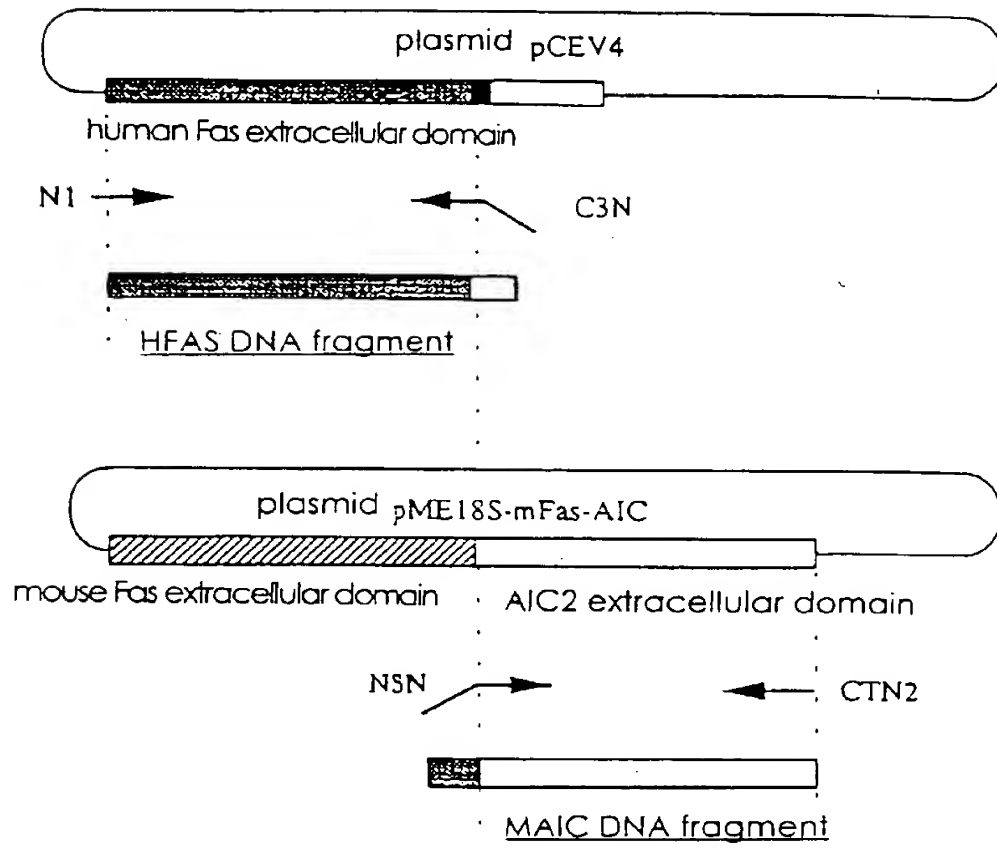 plasmid pCEV4
human Fas extracellular domain
N1
C3N
HFAS DNA fragment
plasmid pME18S-mFas-AIC
mouse Fas extracellular domain
AIC2 extracellular domain
NSN
CTN2
MAIC DNA fragment